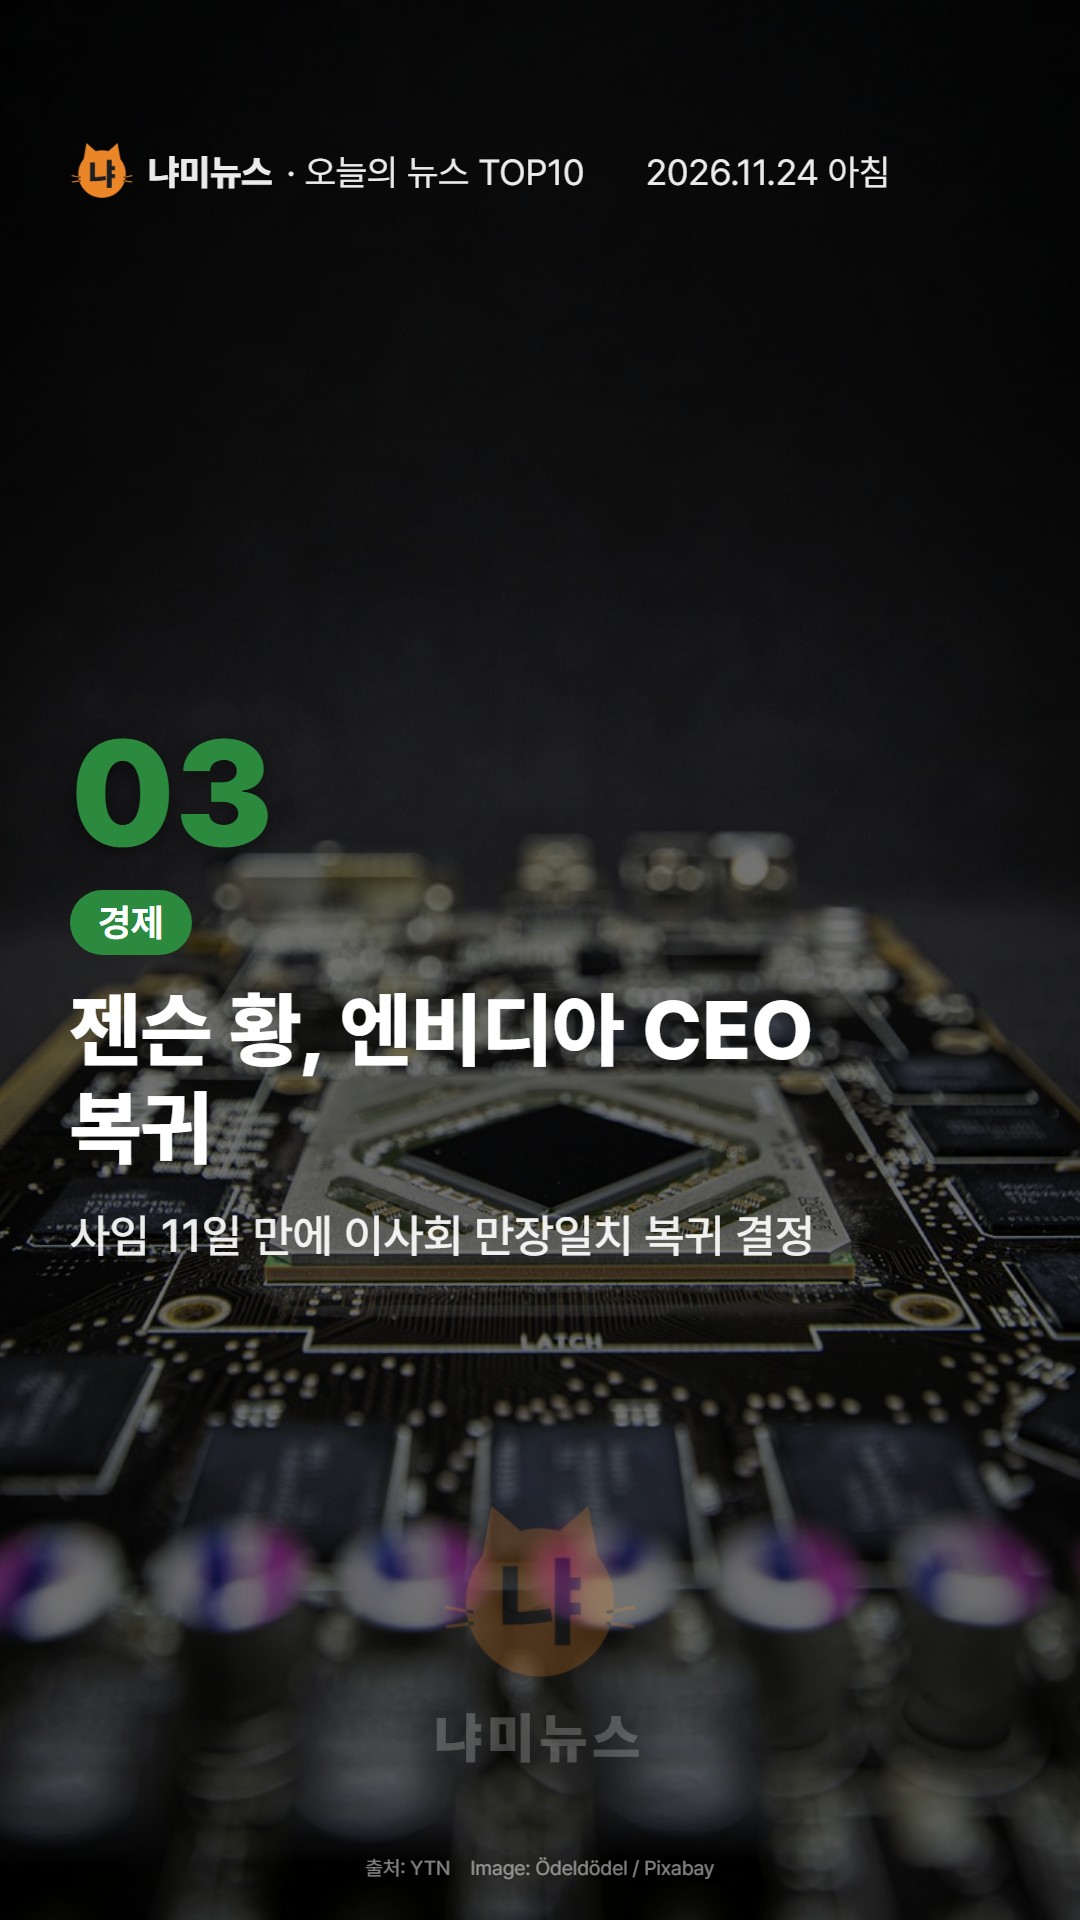 냐 냐미뉴스 · 오늘의 뉴스 TOP10 2026.11.24 아침
03
경제
젠슨 황, 엔비디아 CEO
복귀
사임 11일 만에 이사회 만장일치 복귀 결정
LATCH
냐
냐미뉴스
출처: YTN Image: Ödeldödel / Pixabay